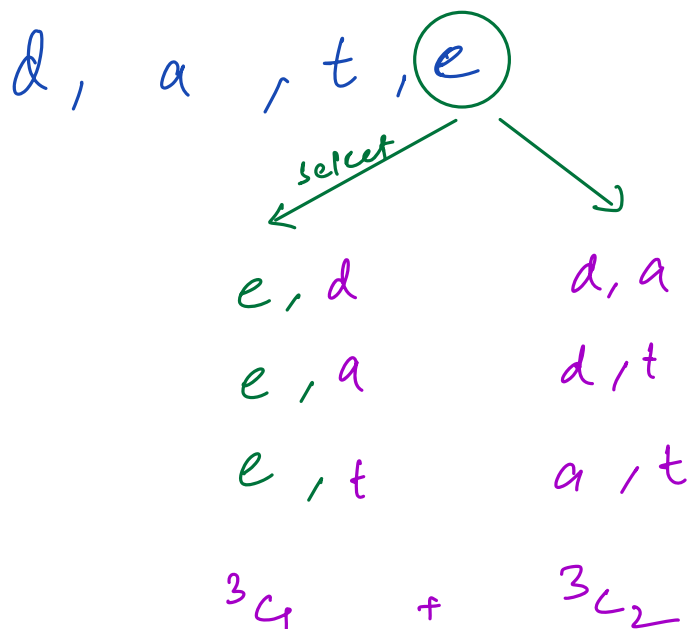 d, a , t , e
select
e, d d, a
e, a d, t
e, t a, t
³C₁ + ³C₂